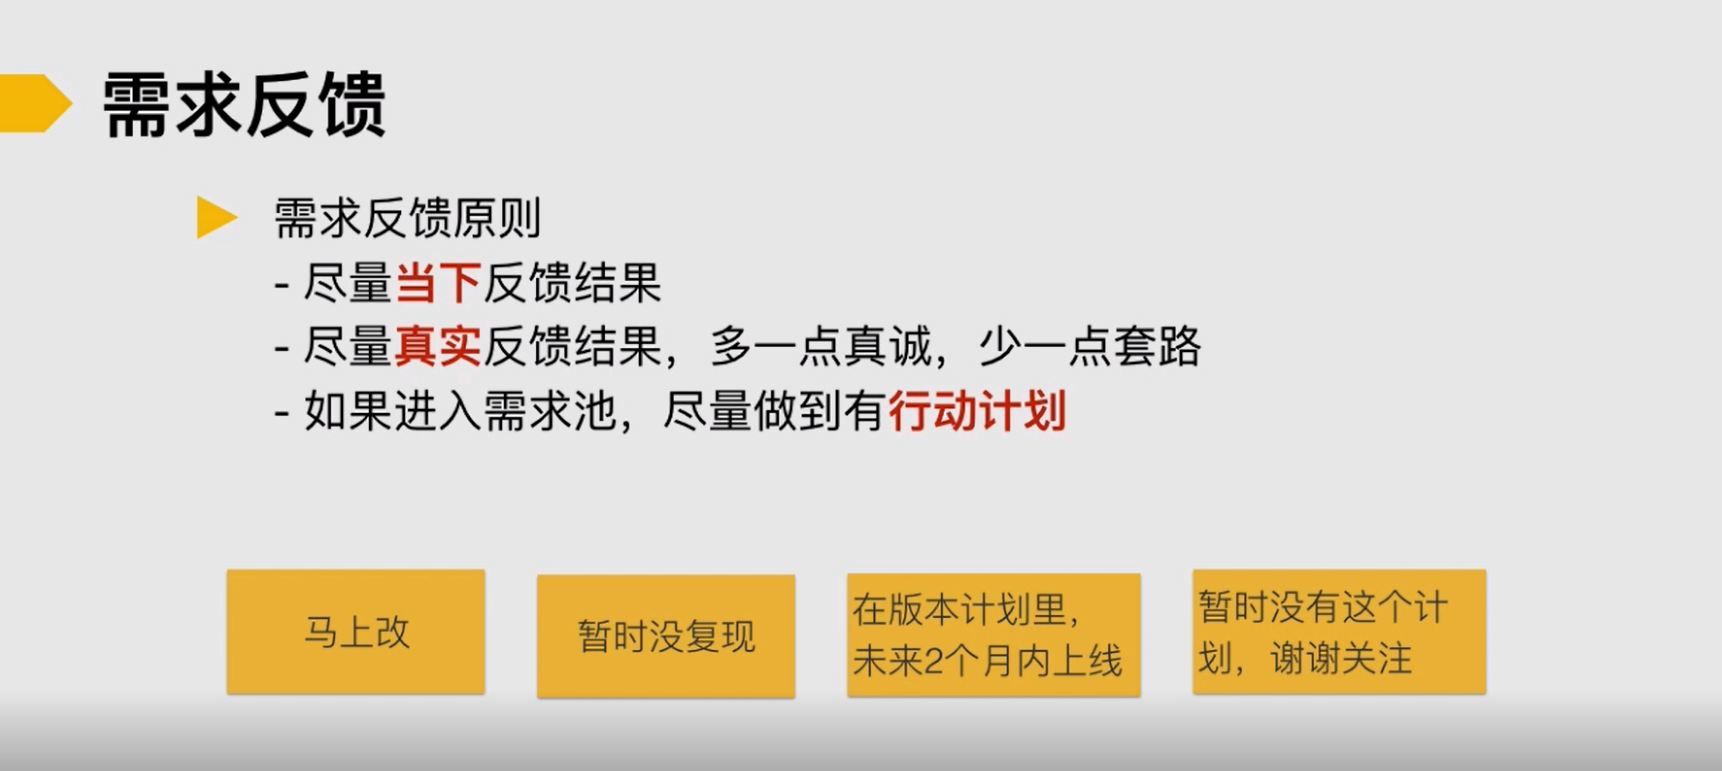 需求反馈
需求反馈原则
- 尽量当下反馈结果
- 尽量真实反馈结果，多一点真诚，少一点套路
- 如果进入需求池，尽量做到有行动计划
马上改
暂时没复现
在版本计划里，
未来2个月内上线
暂时没有这个计
划，谢谢关注